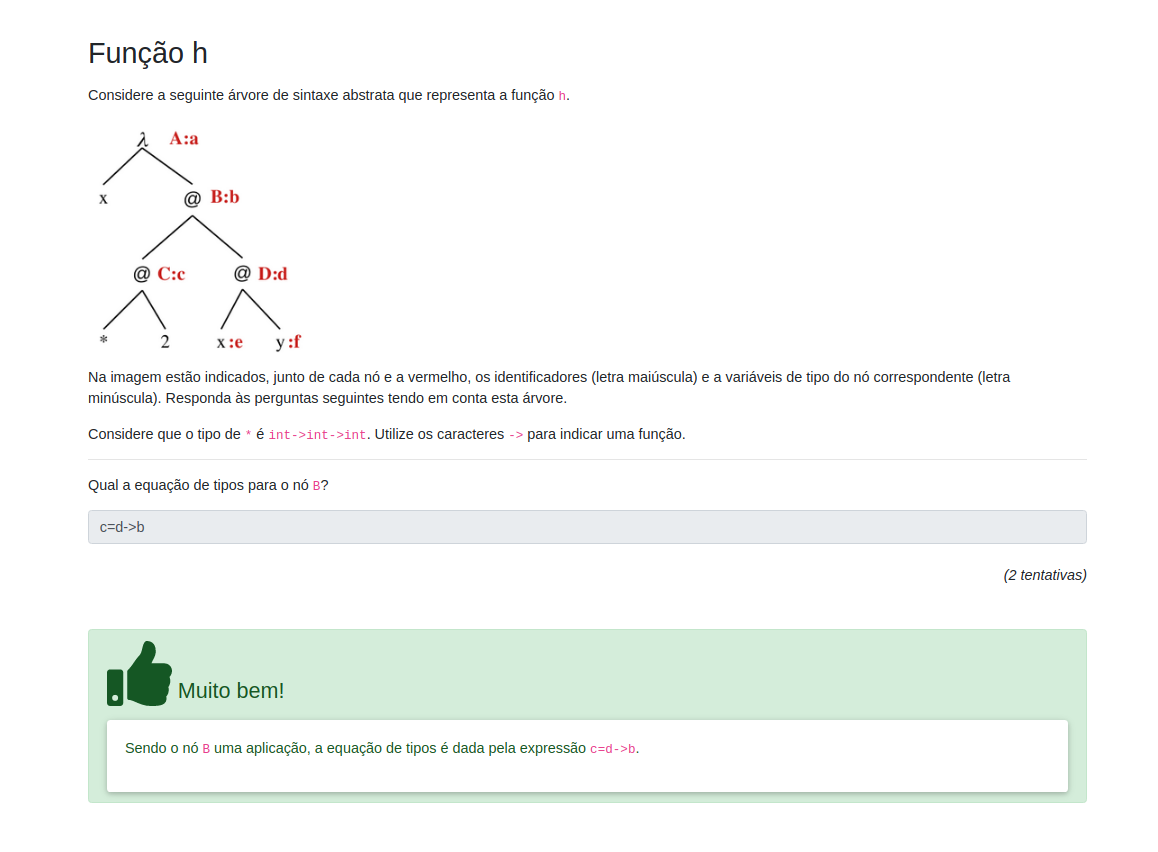 Função h
Considere a seguinte árvore de sintaxe abstrata que representa a função h.
λ A:a
x @ B:b
@ C:c @ D:d
* 2 x :e y :f
Na imagem estão indicados, junto de cada nó e a vermelho, os identificadores (letra maiúscula) e a variáveis de tipo do nó correspondente (letra
minúscula). Responda às perguntas seguintes tendo em conta esta árvore.
Considere que o tipo de * é int->int->int. Utilize os caracteres -> para indicar uma função.
Qual a equação de tipos para o nó B?
c=d->b
(2 tentativas)
Muito bem!
Sendo o nó B uma aplicação, a equação de tipos é dada pela expressão c=d->b.